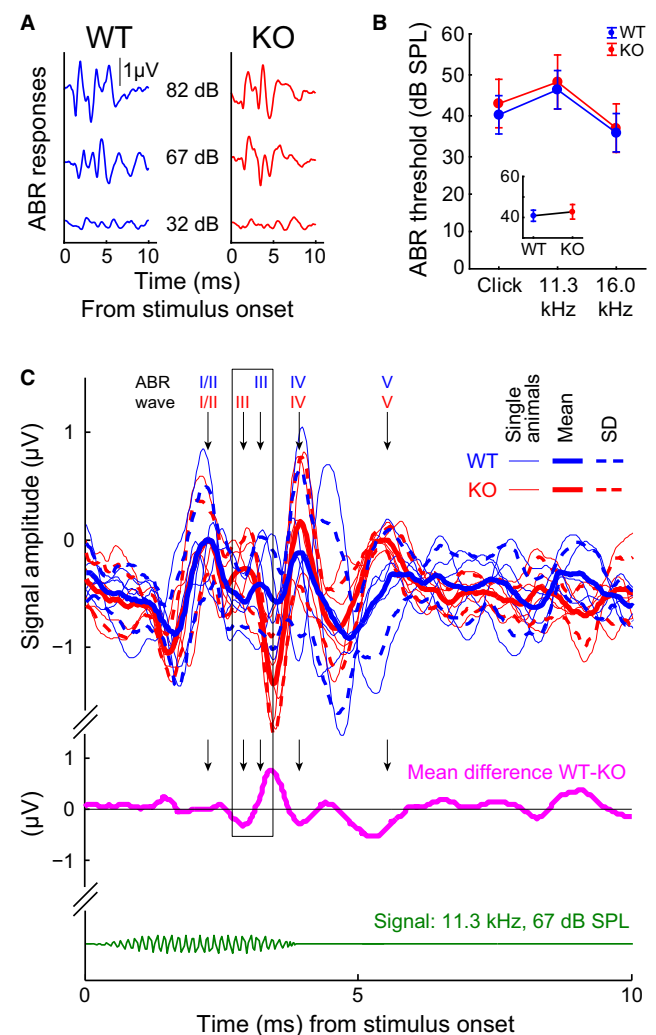 A
WT
KO
1µV
82 dB
67 dB
32 dB
ABR responses
0 5 10
0 5 10
Time (ms)
From stimulus onset
B
WT
KO
ABR threshold (dB SPL)
60
50
40
30
20
10
0
60
40
WT KO
Click 11.3 kHz 16.0 kHz
C
ABR wave
I/II III IV V
I/II III IV V
Single animals Mean SD
WT
KO
Signal amplitude (µV)
1
0
−1
Mean difference WT-KO
(µV)
1
0
−1
Signal: 11.3 kHz, 67 dB SPL
0 5 10
Time (ms) from stimulus onset